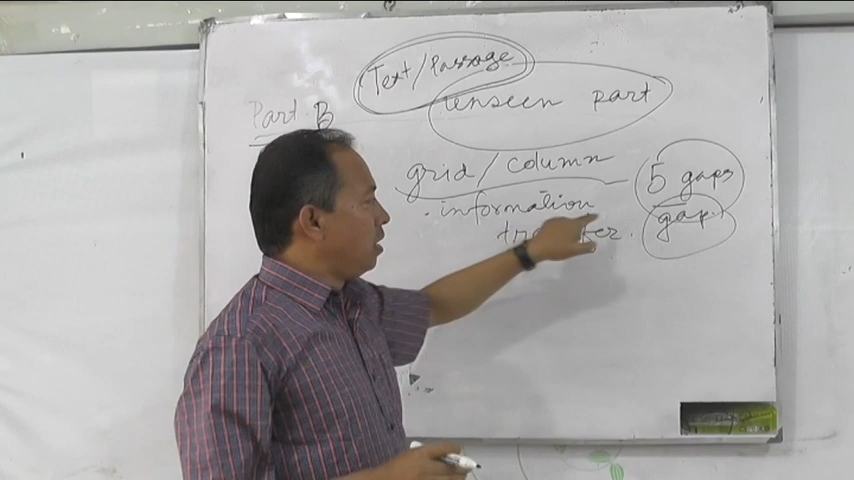 Text/Passage
Part B
unseen part
grid/column
5 gaps
. information
gap.
transfer.